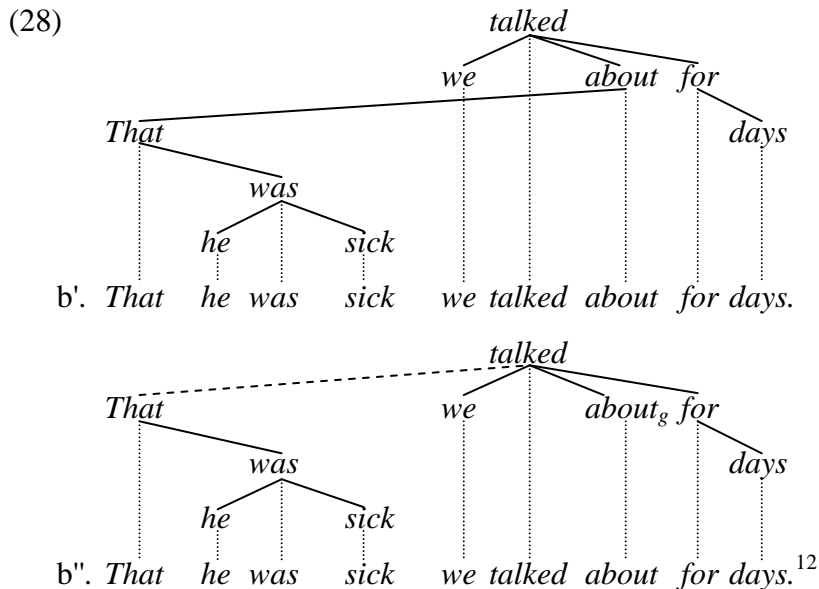 (28)
talked
we about for
That days
was
he sick
b'. That he was sick we talked about for days.
talked
That we about_g for
was days
he sick
b''. That he was sick we talked about for days.¹²